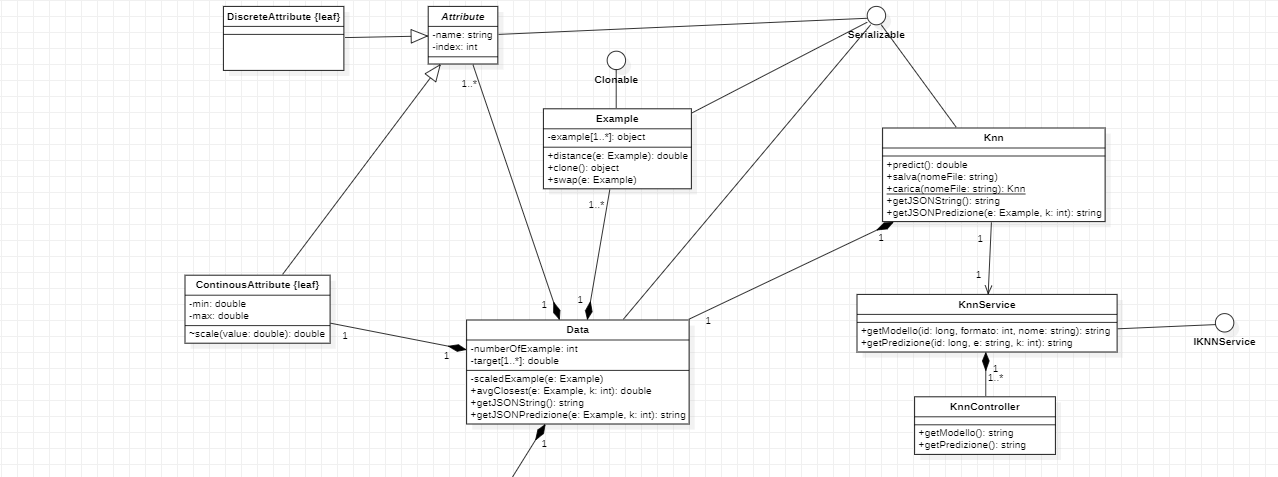 DiscreteAttribute {leaf}
Attribute
-name: string
-index: int
1..*
Serializable
Clonable
Example
-example[1..*]: object
+distance(e: Example): double
+clone(): object
+swap(e: Example)
1..*
Knn
+predict(): double
+salva(nomeFile: string)
+carica(nomeFile: string): Knn
+getJSONString(): string
+getJSONPredizione(e: Example, k: int): string
1
1
1
ContinousAttribute {leaf}
-min: double
-max: double
~scale(value: double): double
1
1
1
1
1
Data
-numberOfExample: int
-target[1..*]: double
-scaledExample(e: Example)
+avgClosest(e: Example, k: int): double
+getJSONString(): string
+getJSONPredizione(e: Example, k: int): string
1
KnnService
+getModello(id: long, formato: int, nome: string): string
+getPredizione(id: long, e: string, k: int): string
IKNNService
1
1..*
KnnController
+getModello(): string
+getPredizione(): string